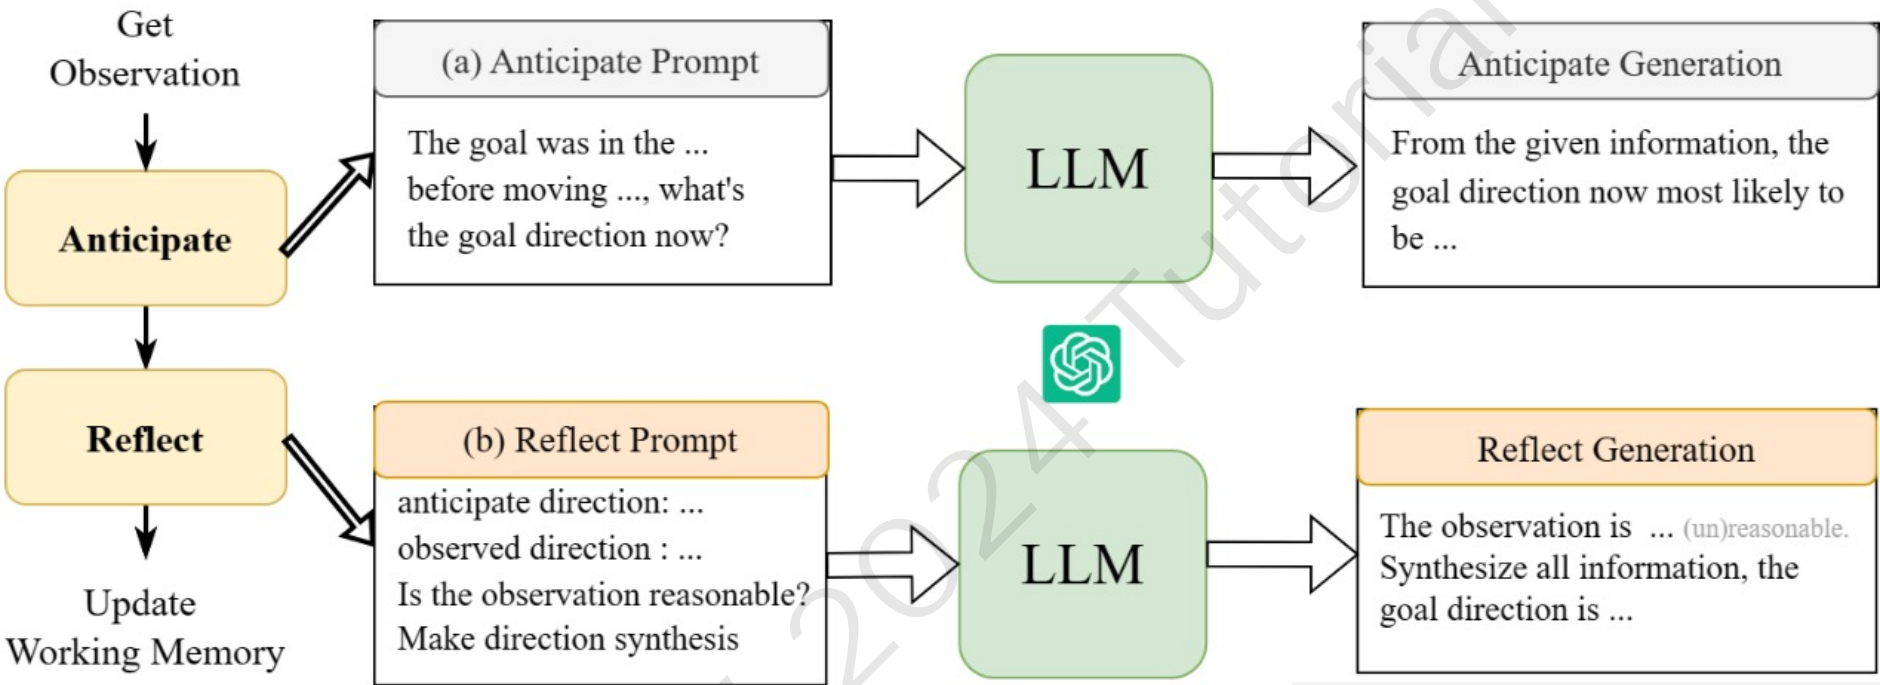 Get
Observation
Anticipate
Reflect
Update
Working Memory
(a) Anticipate Prompt
The goal was in the ...
before moving ..., what's
the goal direction now?
LLM
Anticipate Generation
From the given information, the
goal direction now most likely to
be ...
(b) Reflect Prompt
anticipate direction: ...
observed direction : ...
Is the observation reasonable?
Make direction synthesis
LLM
Reflect Generation
The observation is ... (un)reasonable.
Synthesize all information, the
goal direction is ...
2024 Tutorial